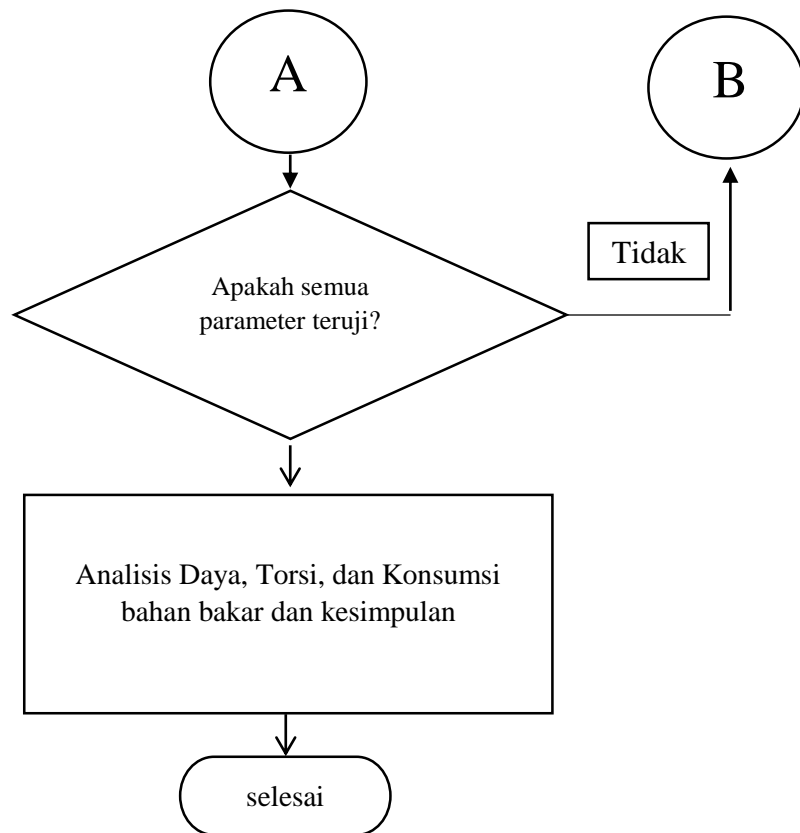 A
B
Tidak
Apakah semua
parameter teruji?
Analisis Daya, Torsi, dan Konsumsi
bahan bakar dan kesimpulan
selesai